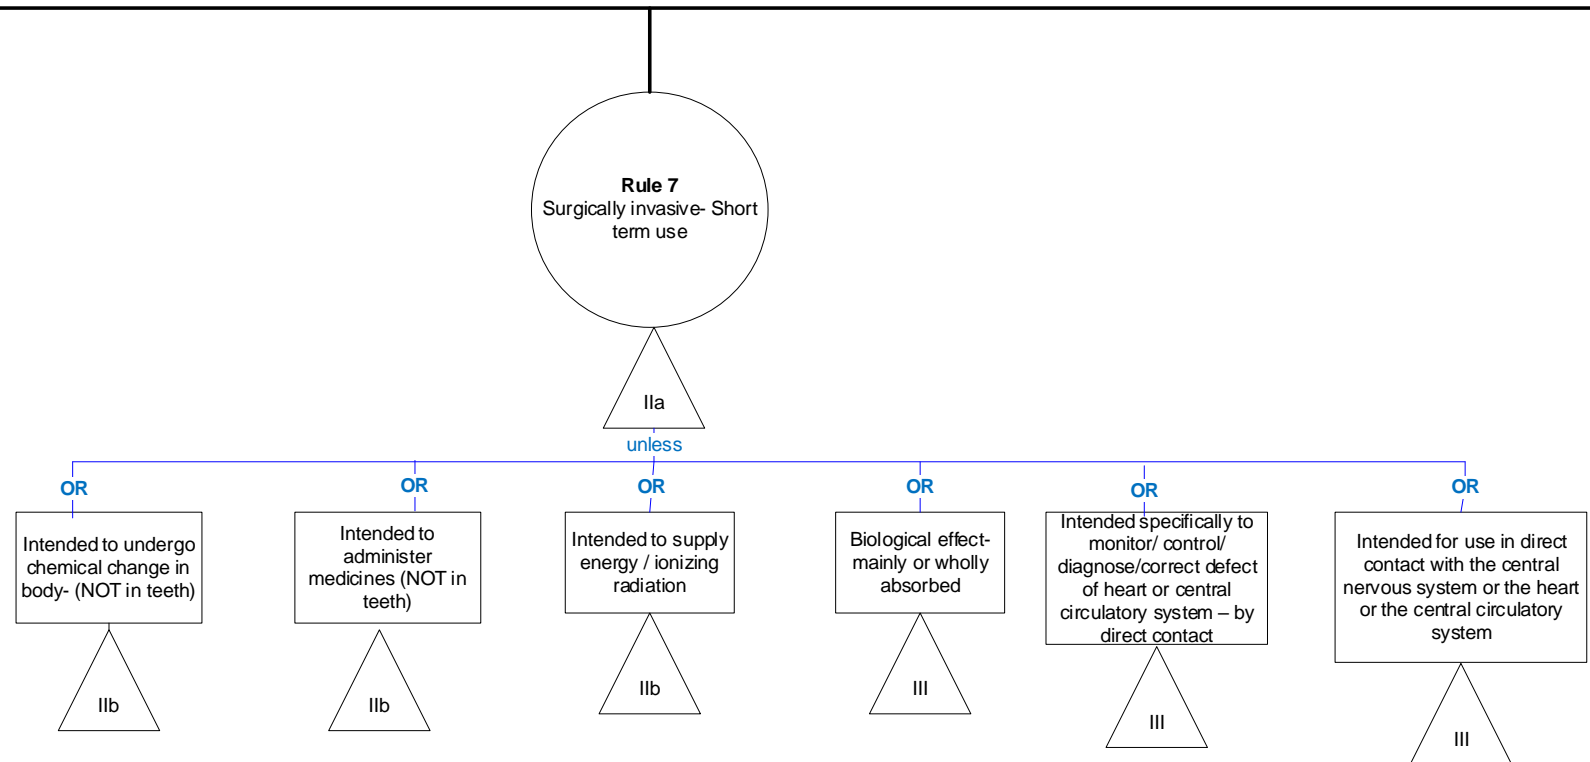 Rule 7
Surgically invasive- Short
term use
IIa
unless
OR
OR
OR
OR
OR
OR
Intended to undergo
chemical change in
body- (NOT in teeth)
Intended to
administer
medicines (NOT in
teeth)
Intended to supply
energy / ionizing
radiation
Biological effect-
mainly or wholly
absorbed
Intended specifically to
monitor/ control/
diagnose/correct defect
of heart or central
circulatory system – by
direct contact
Intended for use in direct
contact with the central
nervous system or the heart
or the central circulatory
system
IIb
IIb
IIb
III
III
III